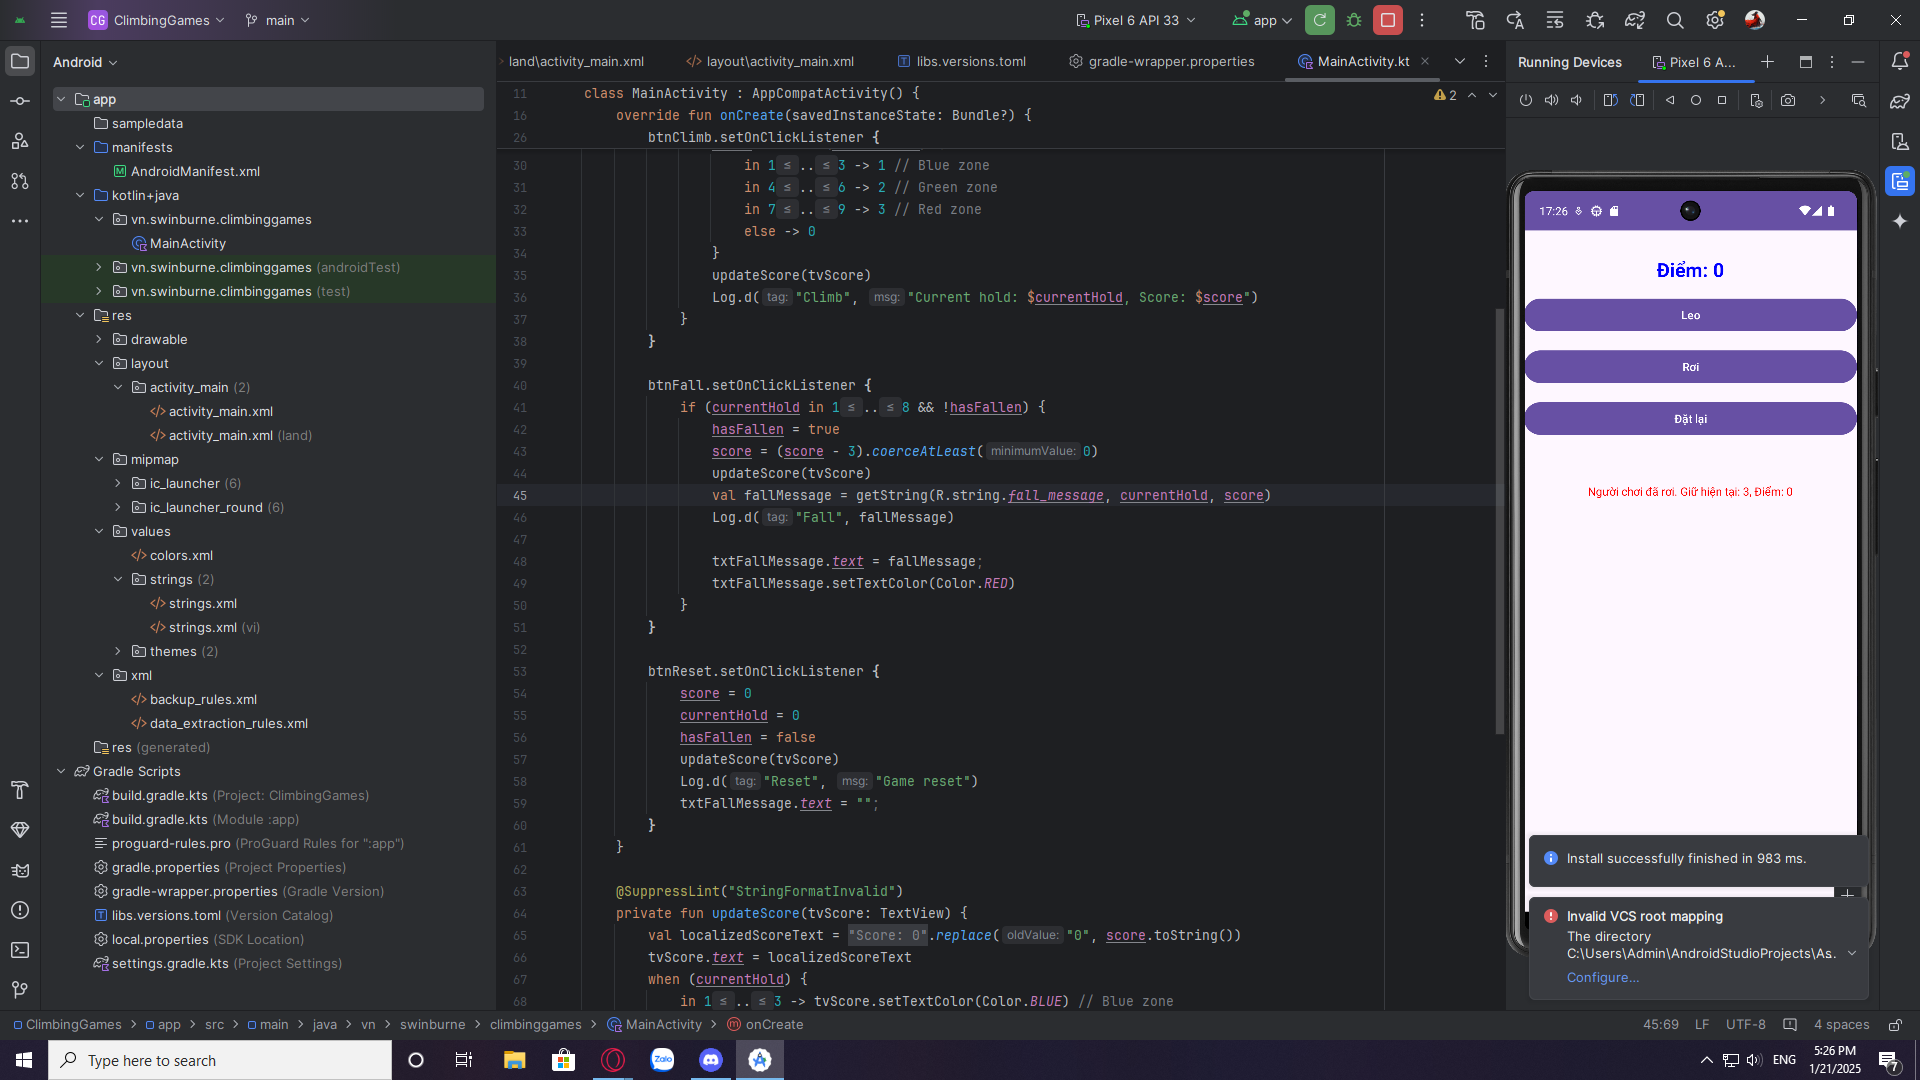 CG ClimbingGames main Pixel 6 API 33 app
Android
land\activity_main.xml layout\activity_main.xml libs.versions.toml gradle-wrapper.properties MainActivity.kt
Running Devices Pixel 6 A...
app
sampledata
manifests
AndroidManifest.xml
kotlin+java
vn.swinburne.climbinggames
MainActivity
vn.swinburne.climbinggames (androidTest)
vn.swinburne.climbinggames (test)
res
drawable
layout
activity_main (2)
activity_main.xml
activity_main.xml (land)
mipmap
ic_launcher (6)
ic_launcher_round (6)
values
colors.xml
strings (2)
strings.xml
strings.xml (vi)
themes (2)
xml
backup_rules.xml
data_extraction_rules.xml
res (generated)
Gradle Scripts
build.gradle.kts (Project: ClimbingGames)
build.gradle.kts (Module :app)
proguard-rules.pro (ProGuard Rules for ":app")
gradle.properties (Project Properties)
gradle-wrapper.properties (Gradle Version)
libs.versions.toml (Version Catalog)
local.properties (SDK Location)
settings.gradle.kts (Project Settings)
11 class MainActivity : AppCompatActivity() { 2
16 override fun onCreate(savedInstanceState: Bundle?) {
26 btnClimb.setOnClickListener {
30 in 1 ≤ .. ≤ 3 -> 1 // Blue zone
31 in 4 ≤ .. ≤ 6 -> 2 // Green zone
32 in 7 ≤ .. ≤ 9 -> 3 // Red zone
33 else -> 0
34 }
35 updateScore(tvScore)
36 Log.d( tag: "Climb", msg: "Current hold: $currentHold, Score: $score")
37 }
38 }
39
40 btnFall.setOnClickListener {
41 if (currentHold in 1 ≤ .. ≤ 8 && !hasFallen) {
42 hasFallen = true
43 score = (score - 3).coerceAtLeast( minimumValue: 0)
44 updateScore(tvScore)
45 val fallMessage = getString(R.string.fall_message, currentHold, score)
46 Log.d( tag: "Fall", fallMessage)
47
48 txtFallMessage.text = fallMessage;
49 txtFallMessage.setTextColor(Color.RED)
50 }
51 }
52
53 btnReset.setOnClickListener {
54 score = 0
55 currentHold = 0
56 hasFallen = false
57 updateScore(tvScore)
58 Log.d( tag: "Reset", msg: "Game reset")
59 txtFallMessage.text = "";
60 }
61 }
62
63 @SuppressLint("StringFormatInvalid")
64 private fun updateScore(tvScore: TextView) {
65 val localizedScoreText = "Score: 0".replace( oldValue: "0", score.toString())
66 tvScore.text = localizedScoreText
67 when (currentHold) {
68 in 1 ≤ .. ≤ 3 -> tvScore.setTextColor(Color.BLUE) // Blue zone
17:26
Điểm: 0
Leo
Rơi
Đặt lại
Người chơi đã rơi. Giữ hiện tại: 3, Điểm: 0
Install successfully finished in 983 ms.
Invalid VCS root mapping
The directory
C:\Users\Admin\AndroidStudioProjects\As..
Configure...
ClimbingGames > app > src > main > java > vn > swinburne > climbinggames > MainActivity > onCreate
45:69 LF UTF-8 4 spaces
Type here to search
Zalo
ENG
5:26 PM
1/21/2025
7